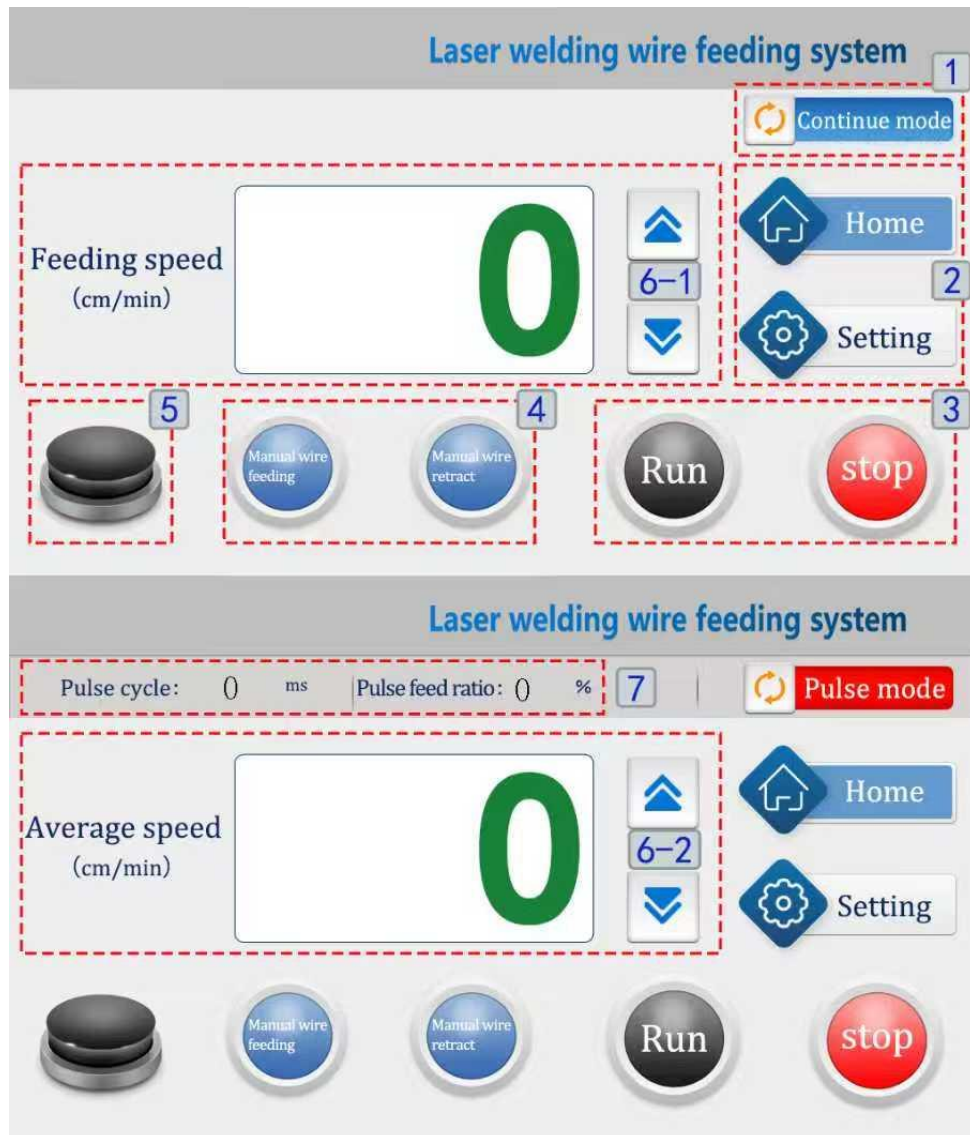 Laser welding wire feeding system
1
Continue mode
Feeding speed
(cm/min)
0
6-1
Home
2
Setting
5
4
3
Manual wire
feeding
Manual wire
retract
Run
stop
Laser welding wire feeding system
Pulse cycle: 0 ms Pulse feed ratio: 0 % 7 Pulse mode
Average speed
(cm/min)
0
6-2
Home
Setting
Manual wire
feeding
Manual wire
retract
Run
stop